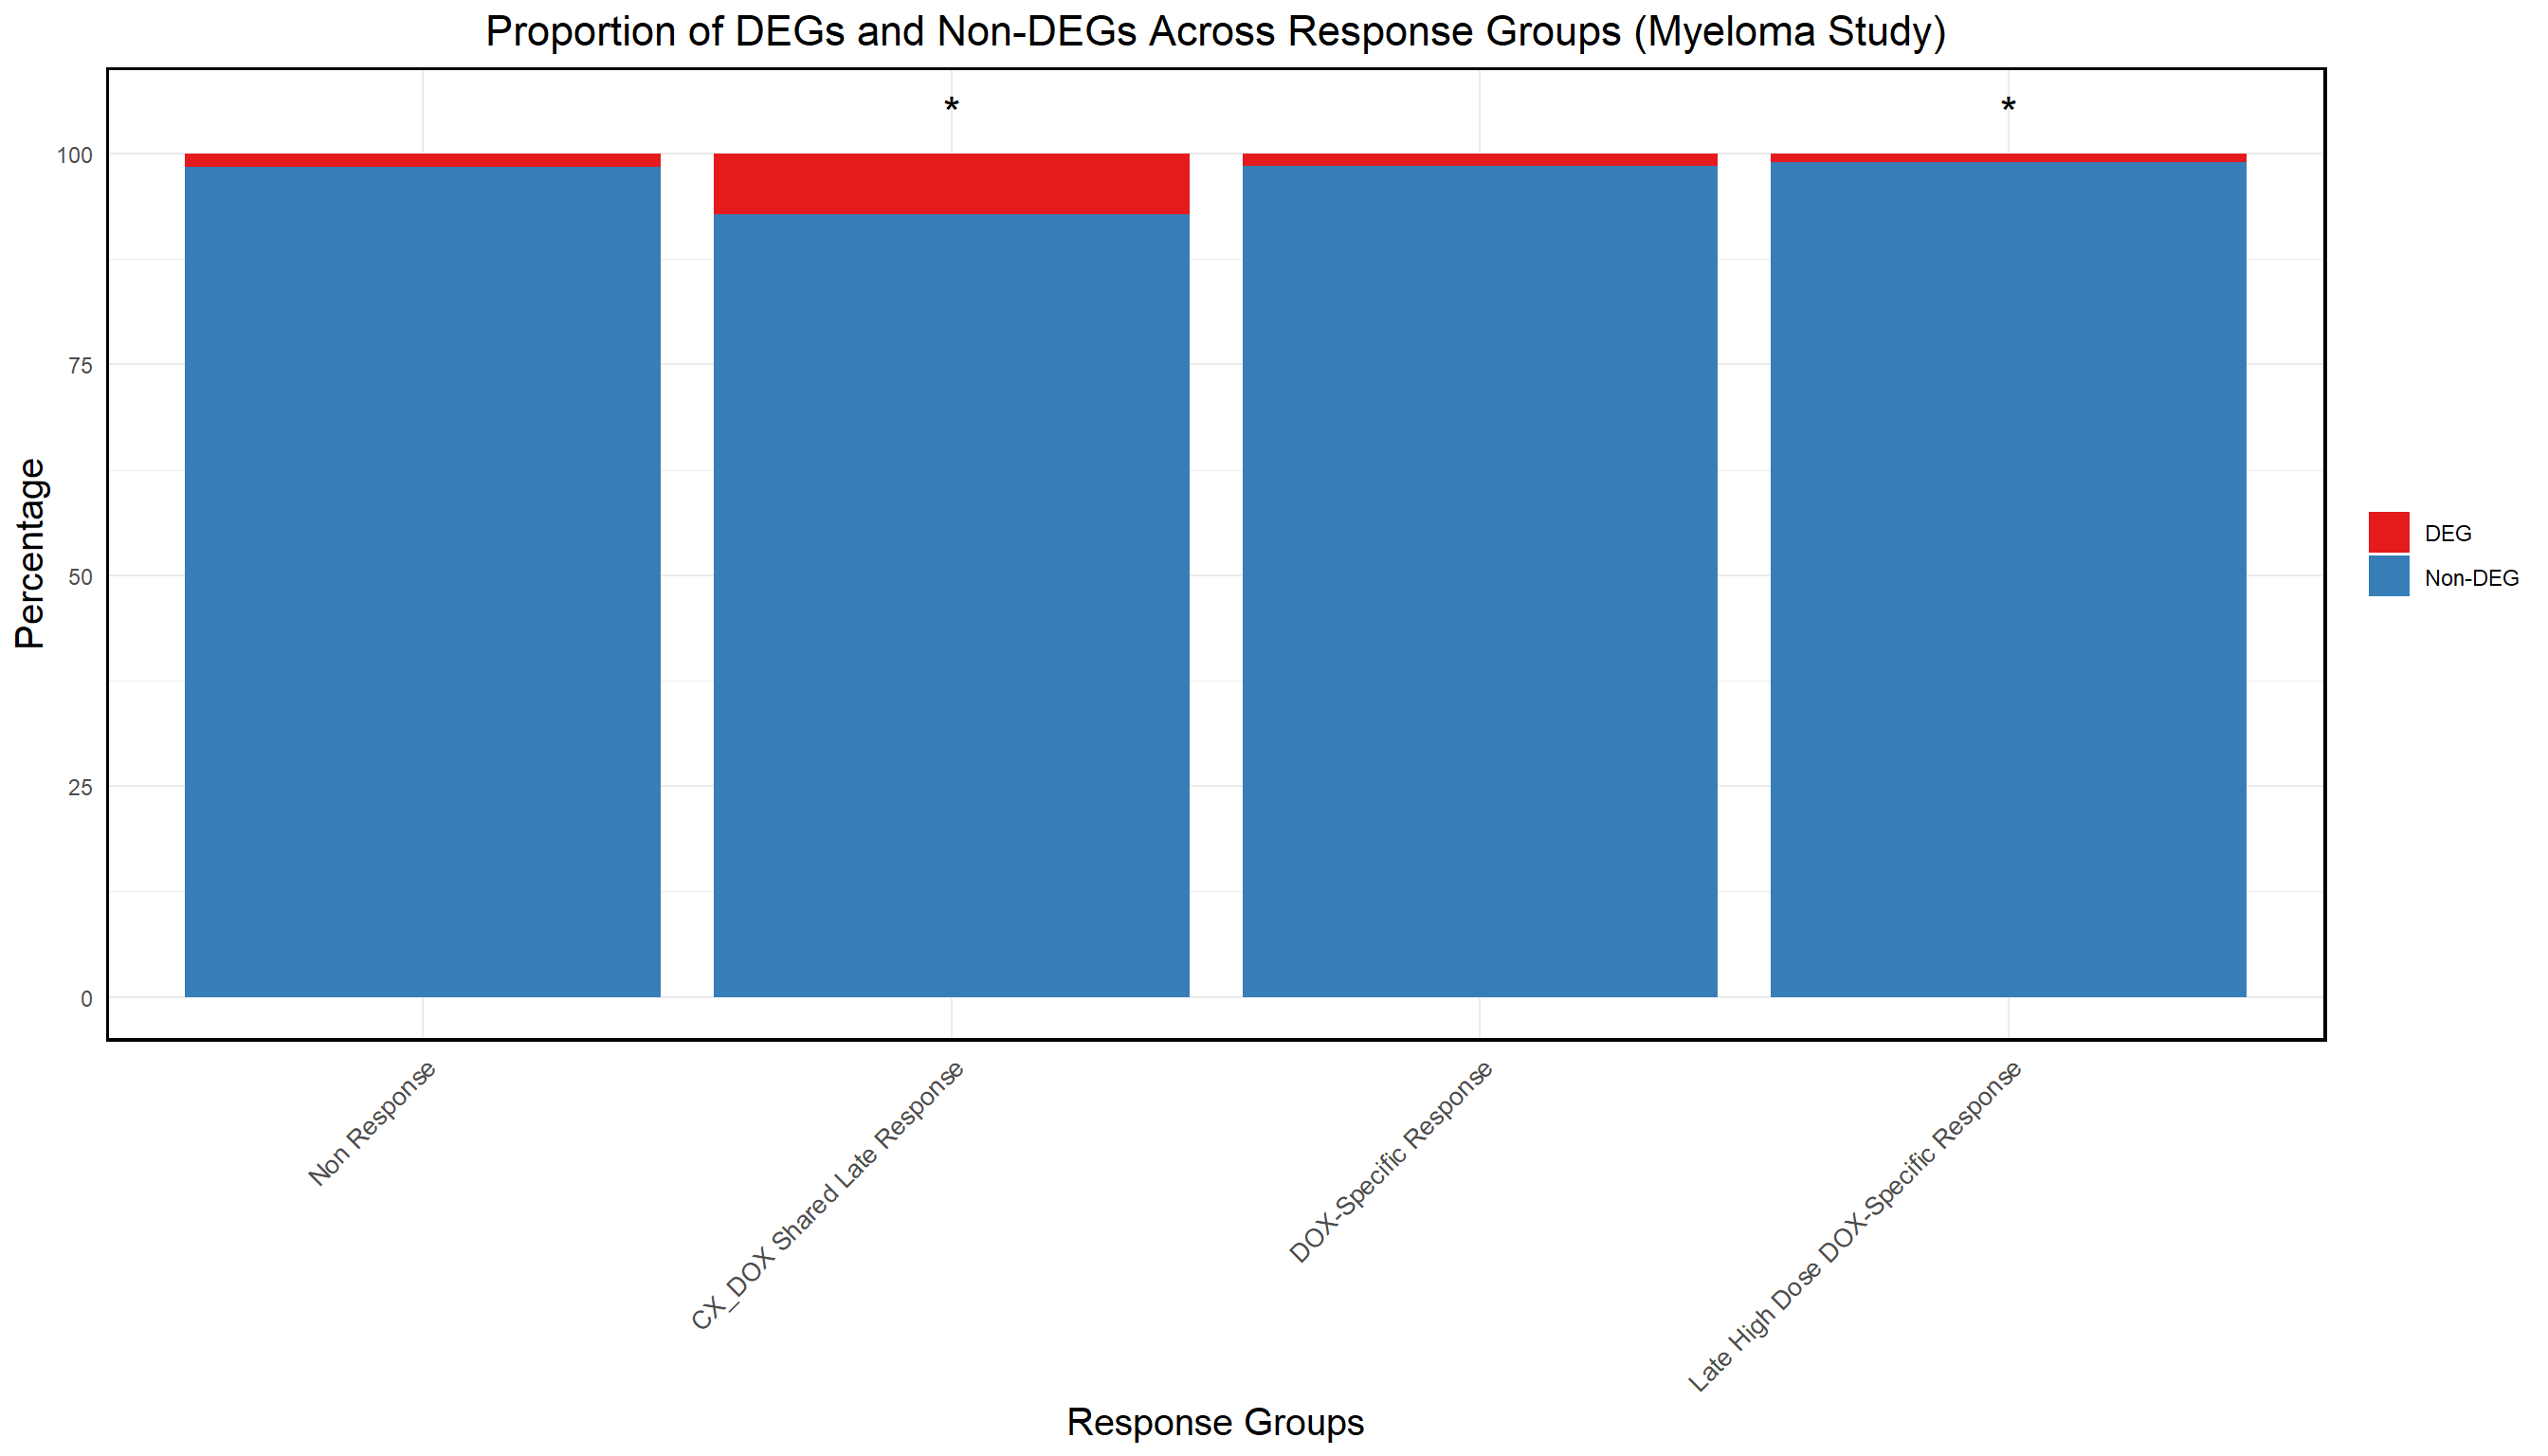 Proportion of DEGs and Non-DEGs Across Response Groups (Myeloma Study)
*
*
100
75
50
25
0
Percentage
DEG
Non-DEG
Non Response
CX_DOX Shared Late Response
DOX-Specific Response
Late High Dose DOX-Specific Response
Response Groups